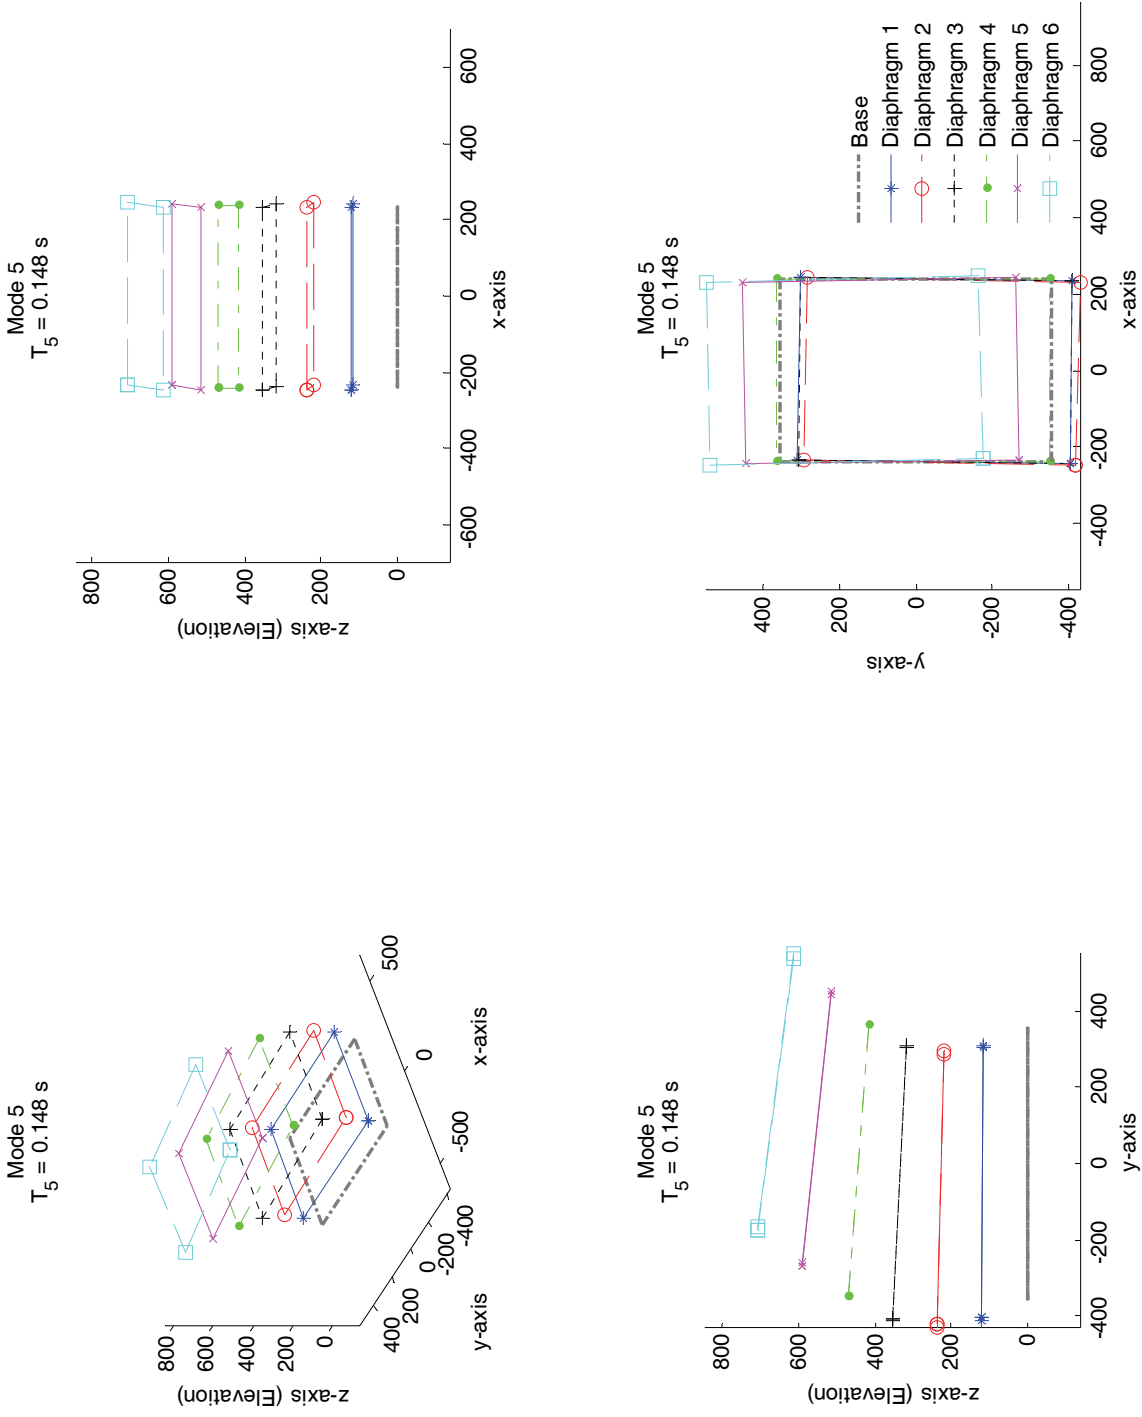 Mode 5
T5 = 0.148 s
800
600
400
200
0
z-axis (Elevation)
400
200
0
-200
-400
y-axis
-500
0
500
x-axis
Mode 5
T5 = 0.148 s
800
600
400
200
0
z-axis (Elevation)
-600
-400
-200
0
200
400
600
x-axis
Mode 5
T5 = 0.148 s
800
600
400
200
0
z-axis (Elevation)
-400
-200
0
200
400
y-axis
Mode 5
T5 = 0.148 s
400
200
0
-200
-400
y-axis
-400
-200
0
200
400
600
800
x-axis
Base
Diaphragm 1
Diaphragm 2
Diaphragm 3
Diaphragm 4
Diaphragm 5
Diaphragm 6